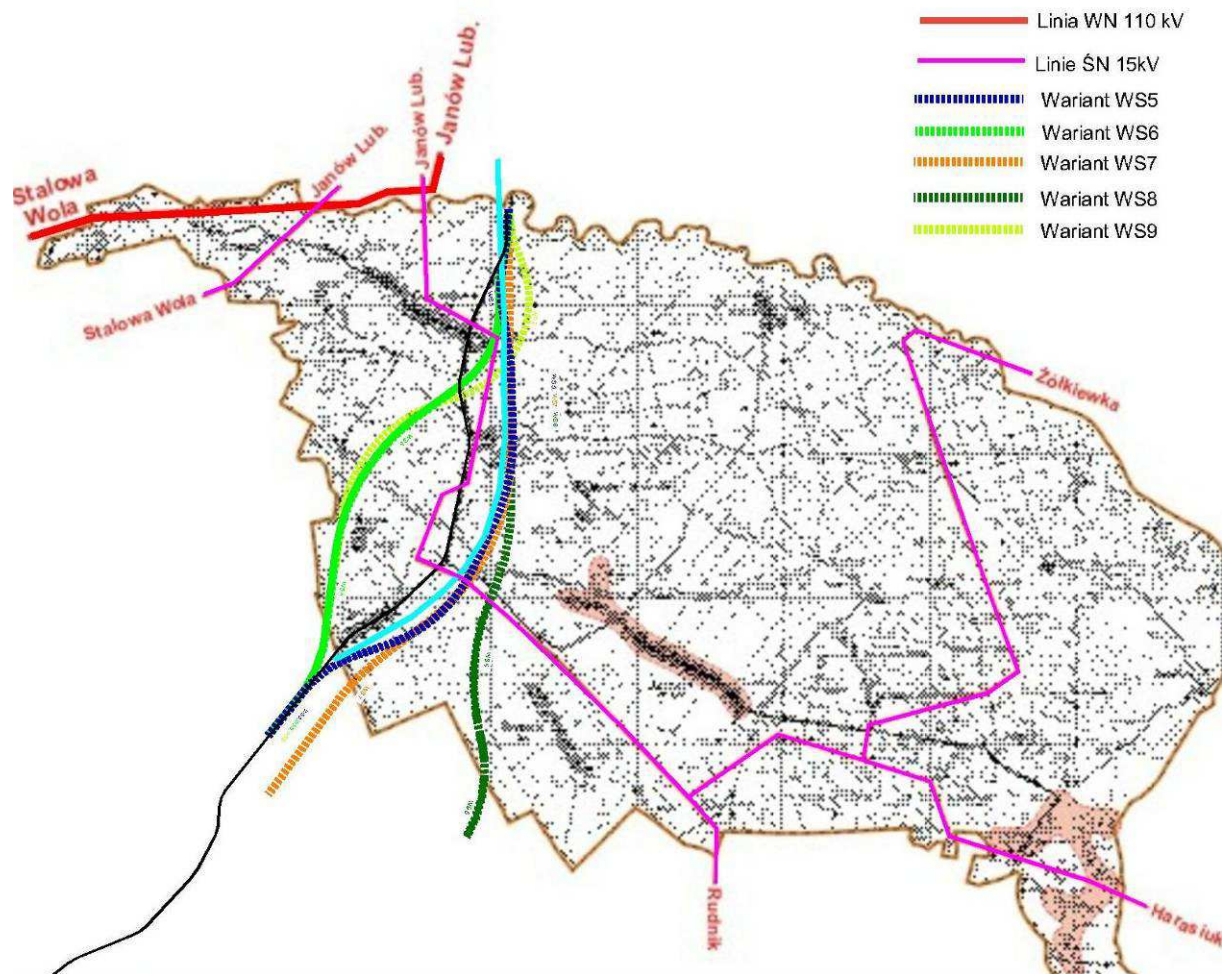 Linia WN 110 kV
Linie ŚN 15kV
Wariant WS5
Wariant WS6
Wariant WS7
Wariant WS8
Wariant WS9
Janów Lub.
Janów Lub.
Janów Lub.
Stalowa
Wola
Stalowa Wola
Żółkiewka
Rudnik
Harasiuk